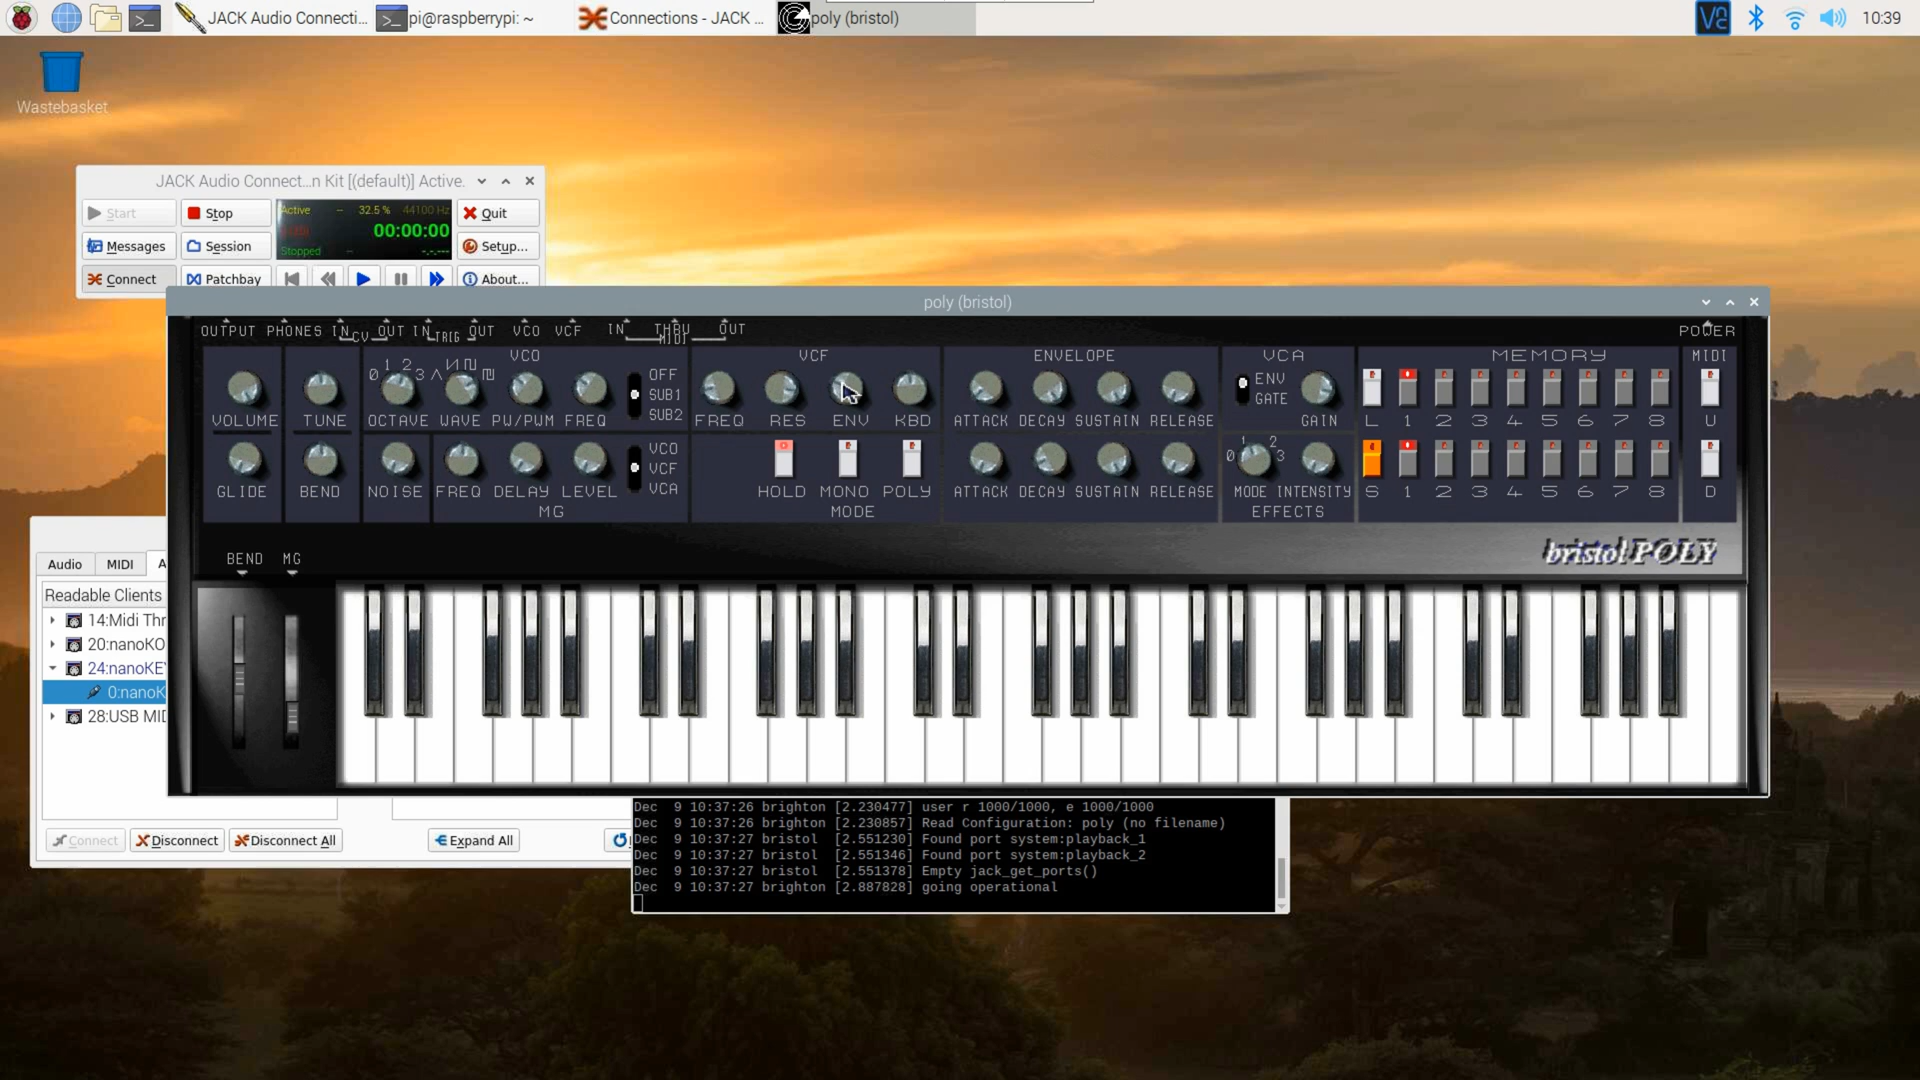 JACK Audio Connecti...
pi@raspberrypi: ~
Connections - JACK ...
poly (bristol)
10:39
Wastebasket
JACK Audio Connect...n Kit [(default)] Active.
Start
Stop
Active -- 32.5 % 44100 Hz
00:00:00
Stopped -- -.-.---
Quit
Messages
Session
Setup...
Connect
Patchbay
About...
poly (bristol)
OUTPUT PHONES IN CV OUT IN TRIG OUT VCO VCF IN THRU OUT
MIDI
POWER
VCO
VCF
ENVELOPE
VCA
MEMORY
MIDI
0 1 2 3
OFF
SUB1
SUB2
ENV
GATE
VOLUME TUNE OCTAVE WAVE PW/PWM FREQ FREQ RES ENV KBD ATTACK DECAY SUSTAIN RELEASE GAIN L 1 2 3 4 5 6 7 8 U
VCO
VCF
VCA
0 1 2 3
GLIDE BEND NOISE FREQ DELAY LEVEL HOLD MONO POLY ATTACK DECAY SUSTAIN RELEASE MODE INTENSITY S 1 2 3 4 5 6 7 8 D
MG
MODE
EFFECTS
bristol POLY
BEND MG
Audio
MIDI
A
Readable Clients
14:Midi Thr
20:nanoKO
24:nanoKEY
0:nanoK
28:USB MID
Connect
Disconnect
Disconnect All
Expand All
Dec 9 10:37:26 brighton [2.230477] user r 1000/1000, e 1000/1000
Dec 9 10:37:26 brighton [2.230857] Read Configuration: poly (no filename)
Dec 9 10:37:27 bristol [2.551230] Found port system:playback_1
Dec 9 10:37:27 bristol [2.551346] Found port system:playback_2
Dec 9 10:37:27 bristol [2.551378] Empty jack_get_ports()
Dec 9 10:37:27 brighton [2.887828] going operational